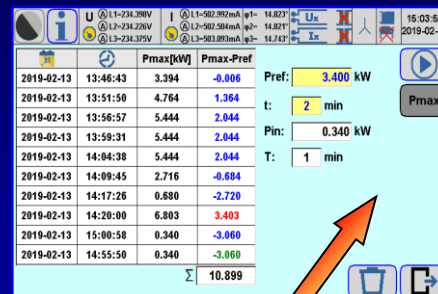 U Ⓐ L1=234.398V I Ⓐ L1=502.992mA φ1= 14.823° Ux 15:03:5
Ⓐ L2=234.226V Ⓐ L2=502.504mA φ2= 14.821°
Ⓐ L3=234.375V Ⓐ L3=503.093mA φ3= 14.743° Ix 2019-02-
31 Pmax[kW] Pmax-Pref
2019-02-13 13:46:43 3.394 -0.006 Pref: 3.400 kW
2019-02-13 13:51:50 4.764 1.364 Pmax
2019-02-13 13:56:57 5.444 2.044 t: 2 min
2019-02-13 13:59:31 5.444 2.044 Pin: 0.340 kW
2019-02-13 14:04:38 5.444 2.044 T: 1 min
2019-02-13 14:09:45 2.716 -0.684
2019-02-13 14:17:26 0.680 -2.720
2019-02-13 14:20:00 6.803 3.403
2019-02-13 15:00:58 0.340 -3.060
2019-02-13 14:55:50 0.340 -3.060
Σ 10.899